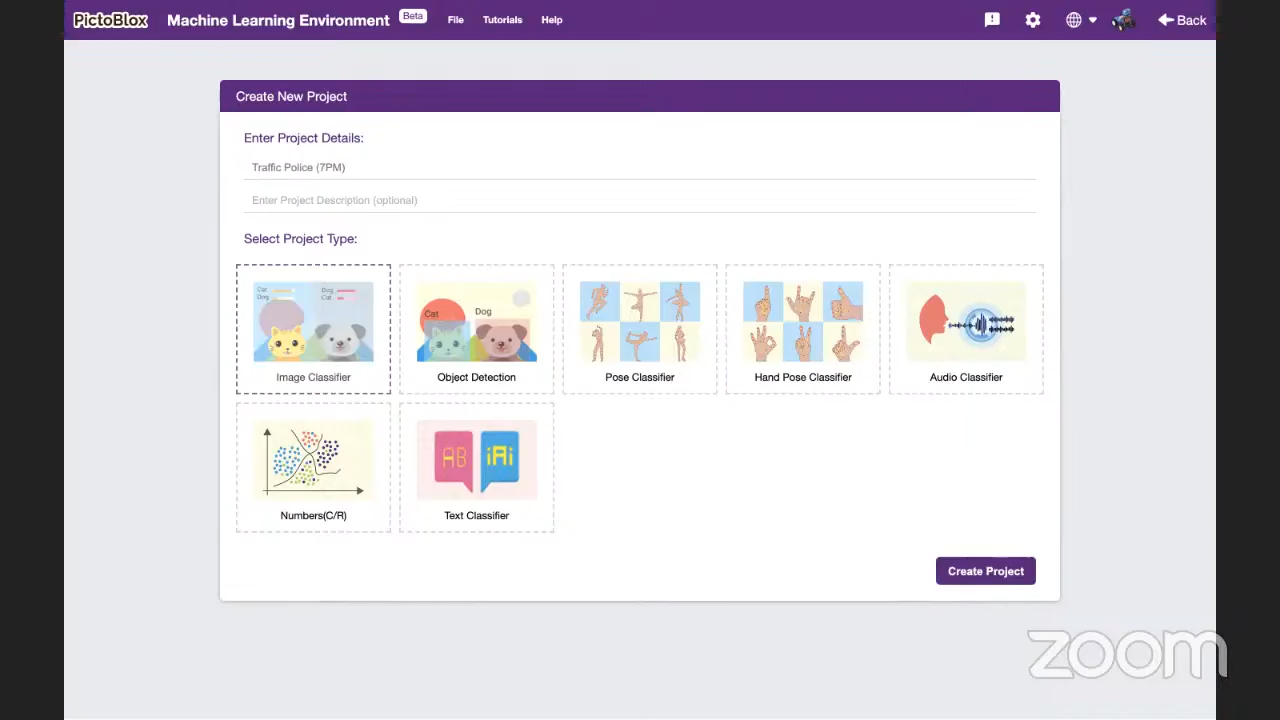 PictoBlox Machine Learning Environment Beta File Tutorials Help Back
Create New Project
Enter Project Details:
Traffic Police (7PM)
Enter Project Description (optional)
Select Project Type:
Cat
Dog
Dog
Cat
Image Classifier
Cat
Dog
Object Detection
Pose Classifier
Hand Pose Classifier
Audio Classifier
Numbers(C/R)
AB
iAi
Text Classifier
Create Project
zoom